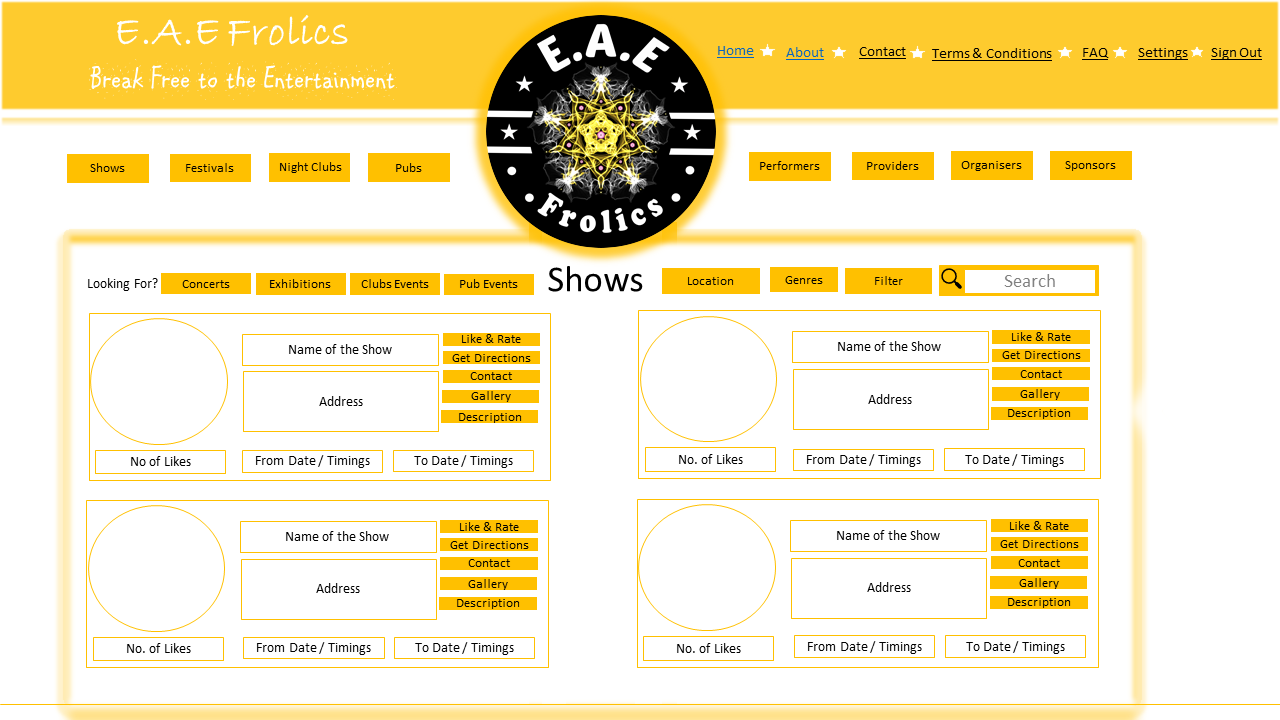 E.A.E Frolics
Break Free to the Entertainment
E.A.E
Frolics
Home About Contact Terms & Conditions FAQ Settings Sign Out
Shows Festivals Night Clubs Pubs
Performers Providers Organisers Sponsors
Looking For? Concerts Exhibitions Clubs Events Pub Events
Shows
Location Genres Filter Search
Name of the Show
Address
Like & Rate
Get Directions
Contact
Gallery
Description
No of Likes
From Date / Timings
To Date / Timings
Name of the Show
Address
Like & Rate
Get Directions
Contact
Gallery
Description
No. of Likes
From Date / Timings
To Date / Timings
Name of the Show
Address
Like & Rate
Get Directions
Contact
Gallery
Description
No. of Likes
From Date / Timings
To Date / Timings
Name of the Show
Address
Like & Rate
Get Directions
Contact
Gallery
Description
No. of Likes
From Date / Timings
To Date / Timings